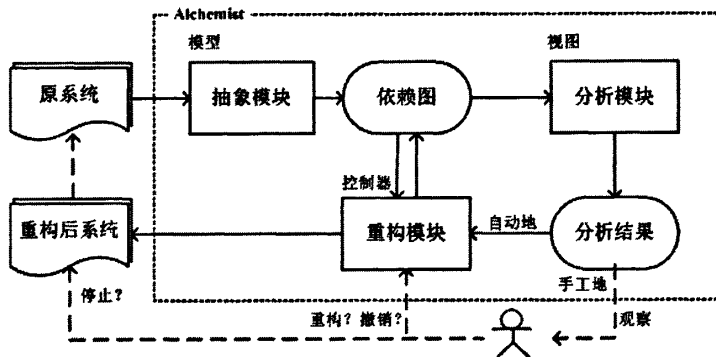 Alchemist
模型
视图
原系统
抽象模块
依赖图
分析模块
控制器
重构后系统
重构模块
自动地
分析结果
手工地
停止？
重构？撤销？
观察